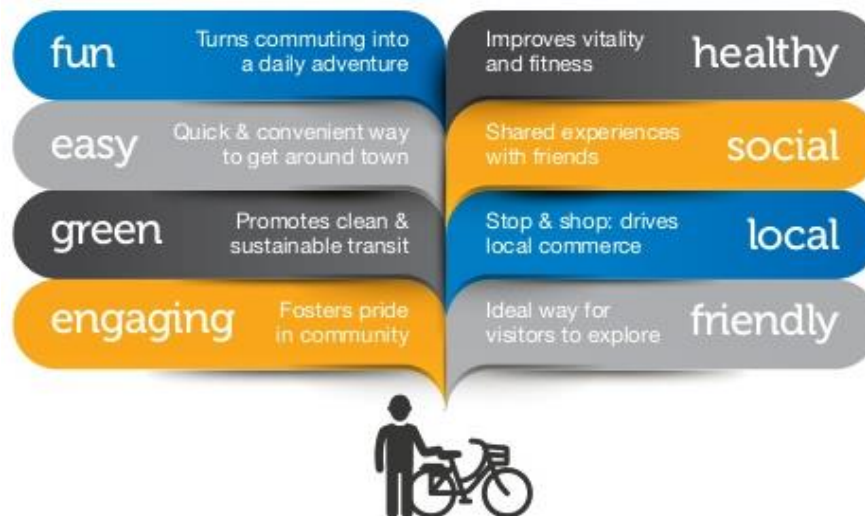 fun
Turns commuting into
a daily adventure
Improves vitality
and fitness
healthy
easy
Quick & convenient way
to get around town
Shared experiences
with friends
social
green
Promotes clean &
sustainable transit
Stop & shop: drives
local commerce
local
engaging
Fosters pride
in community
Ideal way for
visitors to explore
friendly